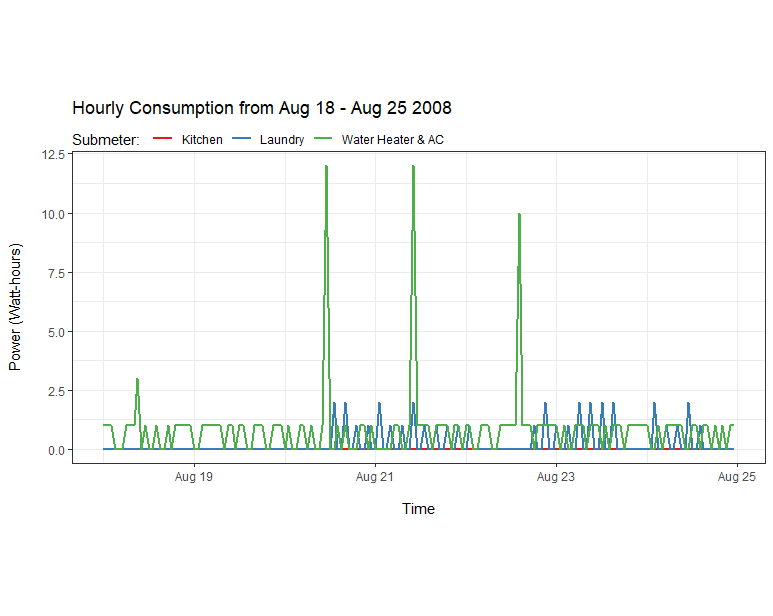 Hourly Consumption from Aug 18 - Aug 25 2008
Submeter: Kitchen Laundry Water Heater & AC
12.5
10.0
7.5
5.0
2.5
0.0
Power (Watt-hours)
Aug 19 Aug 21 Aug 23 Aug 25
Time